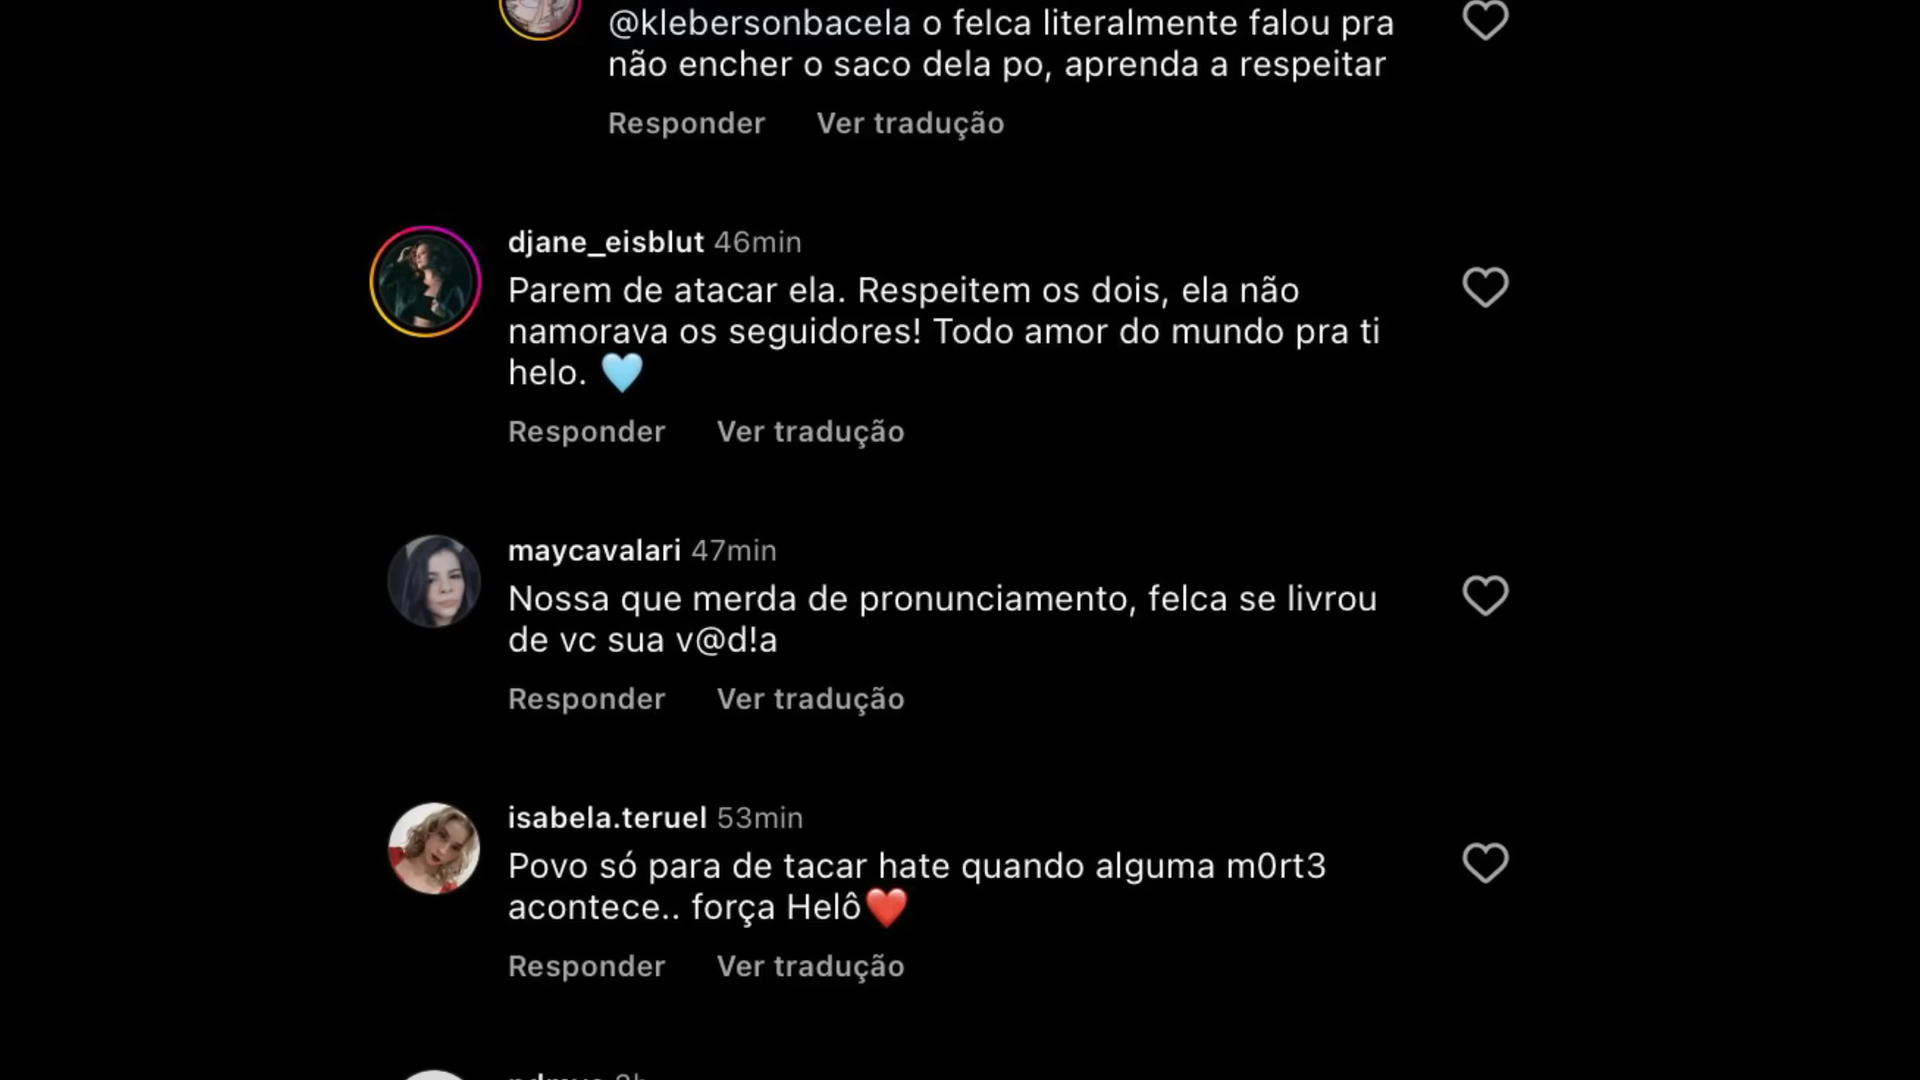 @klebersonbacela o felca literalmente falou pra
não encher o saco dela po, aprenda a respeitar
Responder Ver tradução
djane_eisblut 46min
Parem de atacar ela. Respeitem os dois, ela não
namorava os seguidores! Todo amor do mundo pra ti
helo. 🩵
Responder Ver tradução
maycavalari 47min
Nossa que merda de pronunciamento, felca se livrou
de vc sua v@d!a
Responder Ver tradução
isabela.teruel 53min
Povo só para de tacar hate quando alguma m0rt3
acontece.. força Helô❤️
Responder Ver tradução